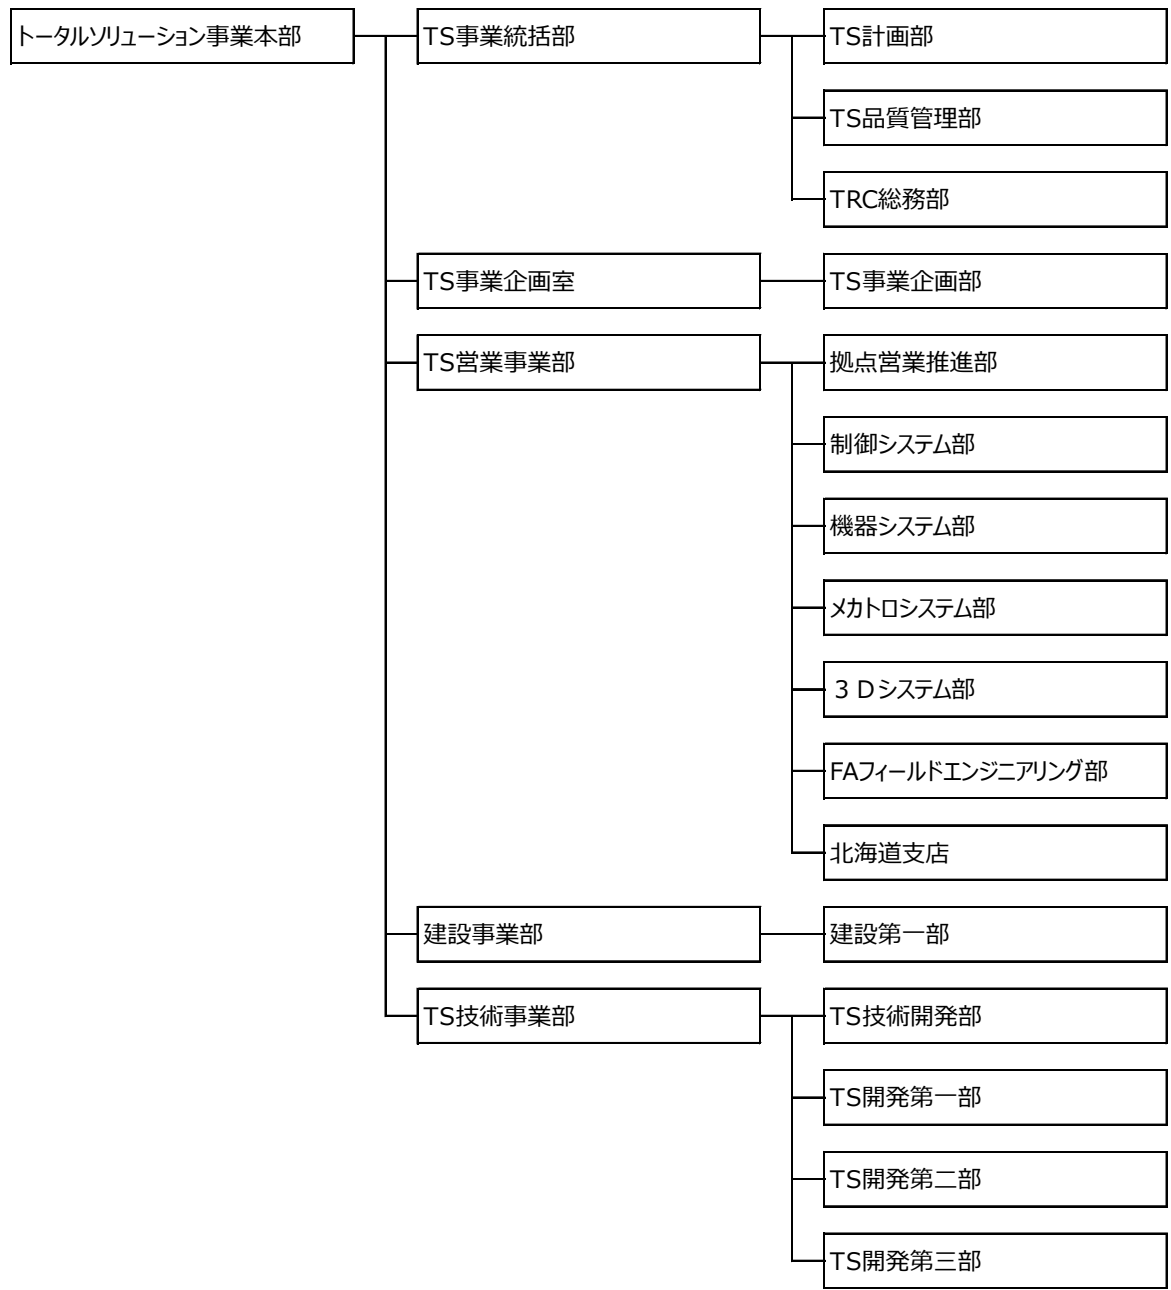 トータルソリューション事業本部
TS事業統括部
TS計画部
TS品質管理部
TRC総務部
TS事業企画室
TS事業企画部
TS営業事業部
拠点営業推進部
制御システム部
機器システム部
メカトロシステム部
３Ｄシステム部
FAフィールドエンジニアリング部
北海道支店
建設事業部
建設第一部
TS技術事業部
TS技術開発部
TS開発第一部
TS開発第二部
TS開発第三部